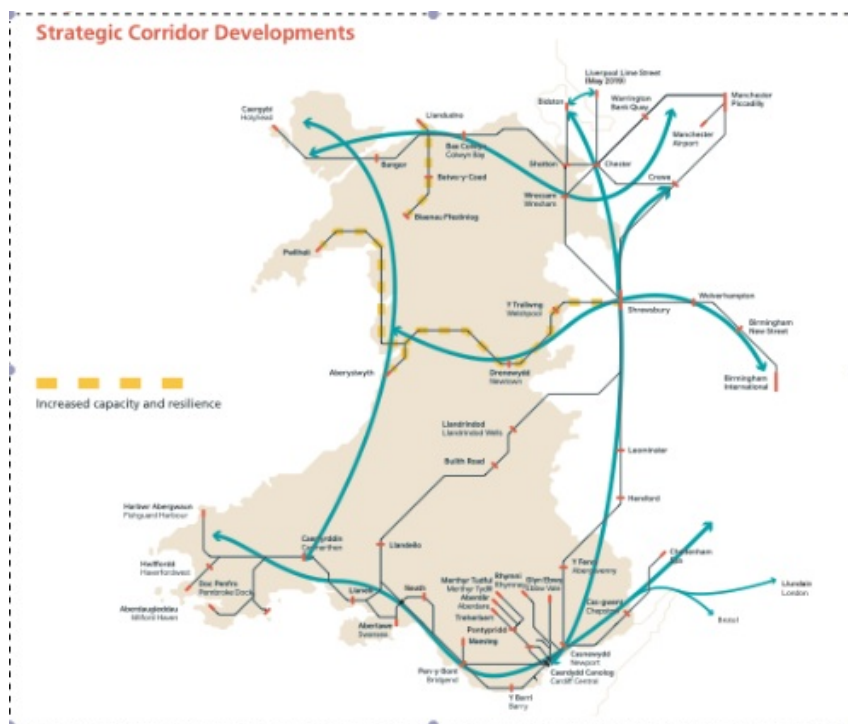 Strategic Corridor Developments
Liverpool Lime Street
(May 2019)
Bidston
Warrington
Bank Quay
Manchester
Piccadilly
Manchester
Airport
Caergybi
Holyhead
Llandudno
Bae Colwyn
Colwyn Bay
Bangor
Shotton
Chester
Crewe
Betws-y-Coed
Wrecsam
Wrexham
Blaenau Ffestiniog
Pwllheli
Y Trallwng
Welshpool
Shrewsbury
Wolverhampton
Birmingham
New Street
Birmingham
International
Aberystwyth
Drenewydd
Newtown
Increased capacity and resilience
Llandrindod
Llandrindod Wells
Builth Road
Leominster
Hereford
Harbwr Abergwaun
Fishguard Harbour
Caerfyrddin
Carmarthen
Llandeilo
Hwlffordd
Haverfordwest
Doc Penfro
Pembroke Dock
Aberdaugleddau
Milford Haven
Llanelli
Abertawe
Swansea
Neath
Merthyr Tudful
Merthyr Tydfil
Rhymni
Rhymney
Glyn Ebwy
Ebbw Vale
Aberdâr
Aberdare
Treherbert
Pontypridd
Maesteg
Y Fenni
Abergavenny
Cas-gwent
Chepstow
Cheltenham
Spa
Llundain
London
Bristol
Casnewydd
Newport
Caerdydd Canolog
Cardiff Central
Pen-y-Bont
Bridgend
Y Barri
Barry